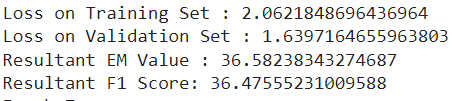 Loss on Training Set : 2.0621848696436964
Loss on Validation Set : 1.6397164655963803
Resultant EM Value : 36.58238343274687
Resultant F1 Score: 36.47555231009588